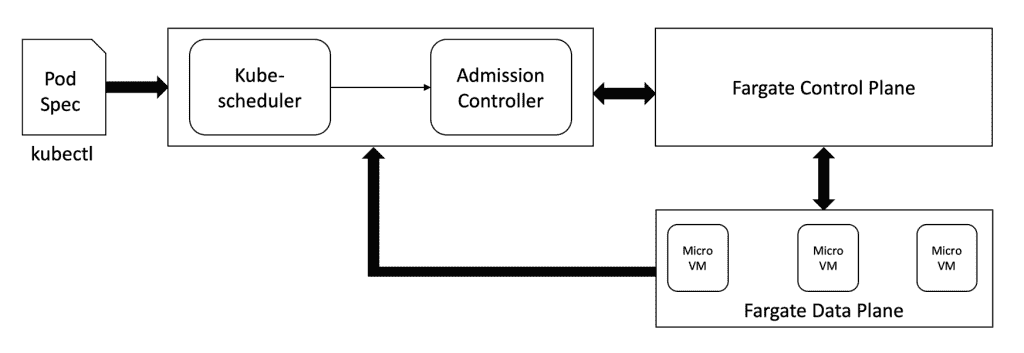 Pod
Spec
kubectl
Kube-
scheduler
Admission
Controller
Fargate Control Plane
Micro
VM
Micro
VM
Micro
VM
Fargate Data Plane